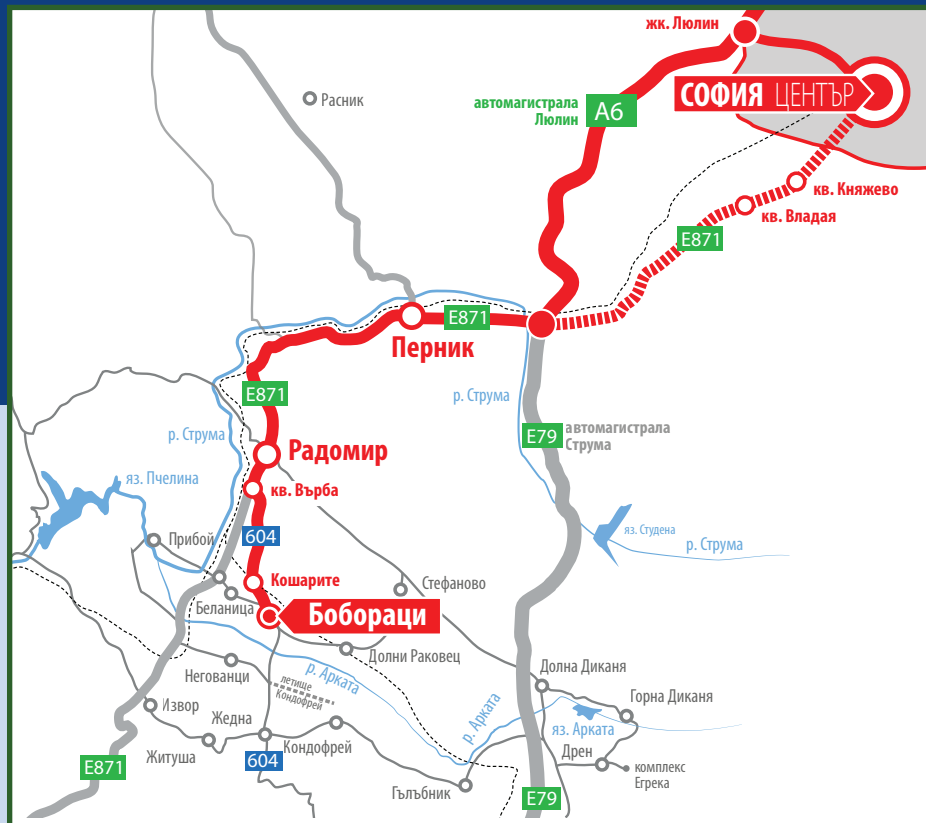 жк. Люлин
СОФИЯ ЦЕНТЪР
Расник
автомагистрала
Люлин
A6
кв. Княжево
кв. Владая
E871
E871
Перник
E871
р. Струма
р. Струма
E79
автомагистрала
Струма
Радомир
яз. Пчелина
кв. Върба
604
Прибой
яз. Студена
р. Струма
Кошарите
Стефаново
Беланица
Бобораци
Долни Раковец
р. Арката
Негованци
летище
Кондофрей
Долна Диканя
Горна Диканя
Извор
Жедна
р. Арката
яз. Арката
Житуша
Кондофрей
Дрен
E871
604
комплекс
Егрека
Гълъбник
E79